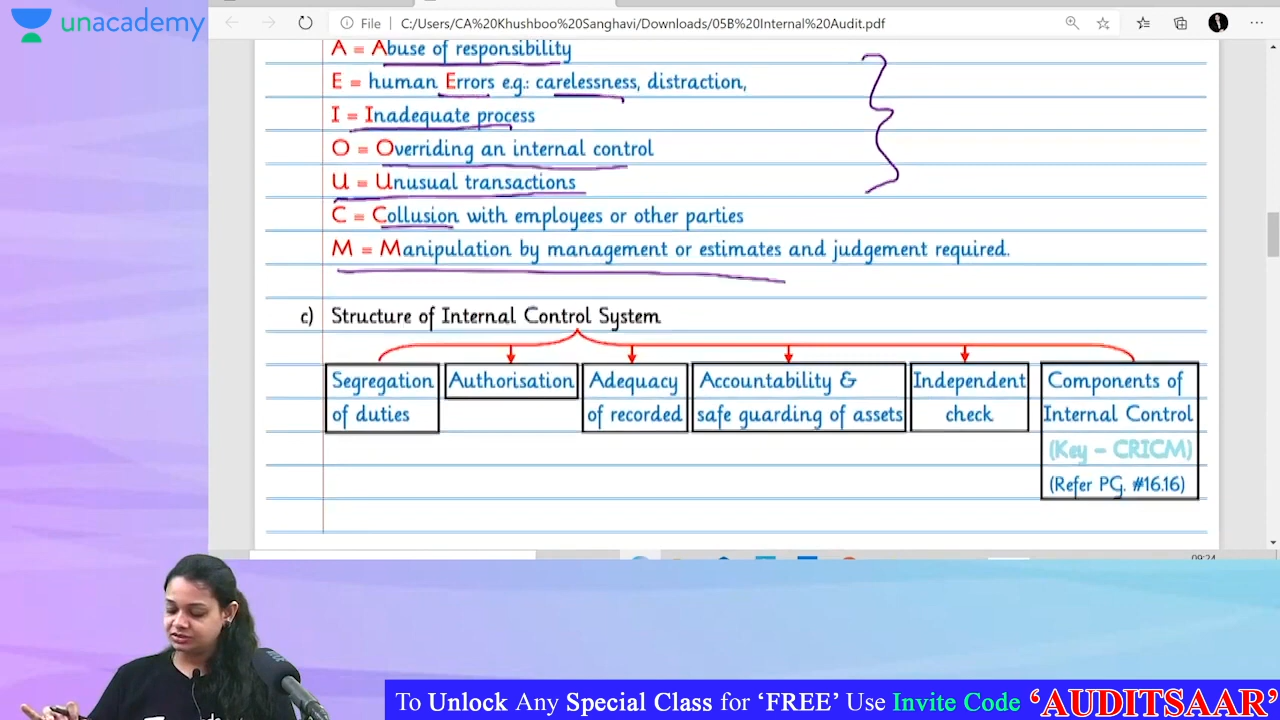 unacademy
File
C:/Users/CA%20Khushboo%20Sanghavi/Downloads/05B%20Internal%20Audit.pdf
A = Abuse of responsibility
E = human Errors e.g.: carelessness, distraction,
I = Inadequate process
O = Overriding an internal control
U = Unusual transactions
C = Collusion with employees or other parties
M = Manipulation by management or estimates and judgement required.
c) Structure of Internal Control System
Segregation of duties
Authorisation
Adequacy of recorded
Accountability & safe guarding of assets
Independent check
Components of Internal Control (Key – CRICM) (Refer PG. #16.16)
09:24
To Unlock Any Special Class for ‘FREE’ Use Invite Code ‘AUDITSAAR’